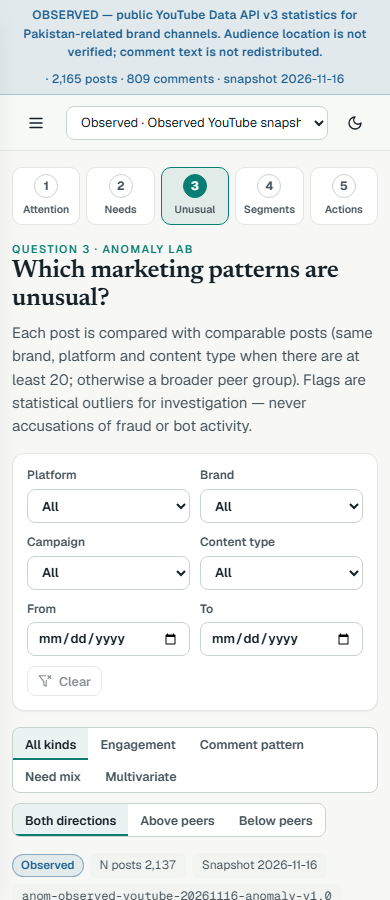 OBSERVED — public YouTube Data API v3 statistics for
Pakistan-related brand channels. Audience location is not
verified; comment text is not redistributed.
· 2,165 posts · 809 comments · snapshot 2026-11-16
Observed · Observed YouTube snapsh
1
Attention
2
Needs
3
Unusual
4
Segments
5
Actions
QUESTION 3 · ANOMALY LAB
Which marketing patterns are
unusual?
Each post is compared with comparable posts (same
brand, platform and content type when there are at
least 20; otherwise a broader peer group). Flags are
statistical outliers for investigation — never
accusations of fraud or bot activity.
Platform
Brand
All
All
Campaign
Content type
All
All
From
To
mm/dd/yyyy
mm/dd/yyyy
Clear
All kinds
Engagement
Comment pattern
Need mix
Multivariate
Both directions
Above peers
Below peers
Observed
N posts 2,137
Snapshot 2026-11-16
anom-observed-youtube-20261116-anomaly-v1.0